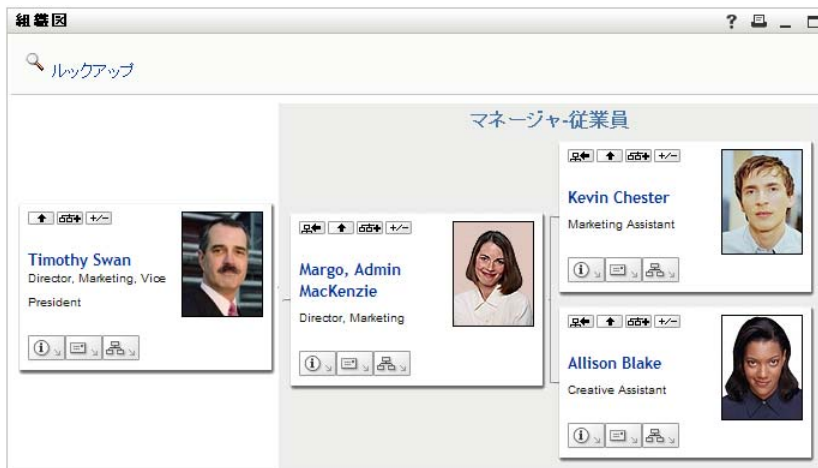 組織図
?
ルックアップ
マネージャ-従業員
+/-
Timothy Swan
Director, Marketing, Vice
President
+/-
Margo, Admin
MacKenzie
Director, Marketing
+/-
Kevin Chester
Marketing Assistant
+/-
Allison Blake
Creative Assistant